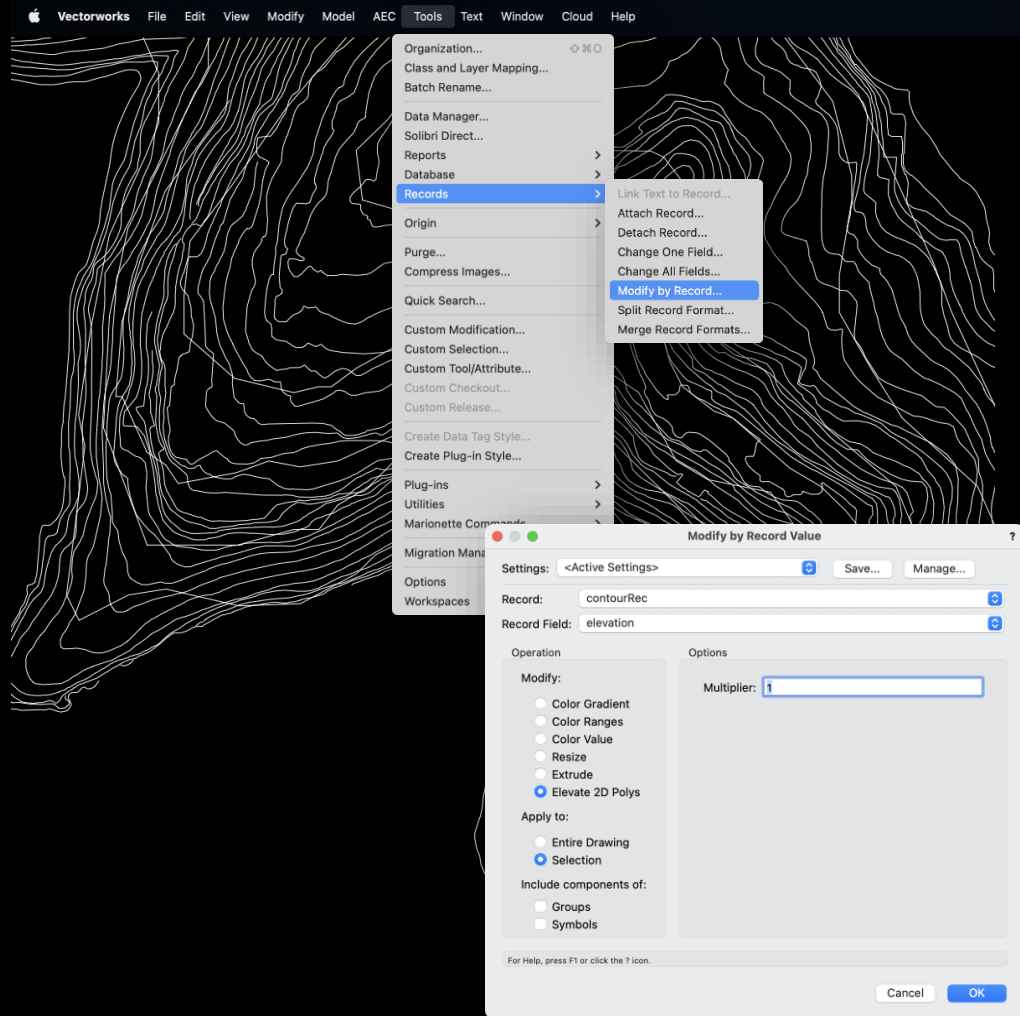 Vectorworks File Edit View Modify Model AEC Tools Text Window Cloud Help
Organization... ⇧⌘O
Class and Layer Mapping...
Batch Rename...
Data Manager...
Solibri Direct...
Reports
Database
Records
Origin
Purge...
Compress Images...
Quick Search...
Custom Modification...
Custom Selection...
Custom Tool/Attribute...
Custom Checkout...
Custom Release...
Create Data Tag Style...
Create Plug-in Style...
Plug-ins
Utilities
Marionette Commands
Migration Mana
Options
Workspaces
Link Text to Record...
Attach Record...
Detach Record...
Change One Field...
Change All Fields...
Modify by Record...
Split Record Format...
Merge Record Formats...
Modify by Record Value ?
Settings: <Active Settings> Save... Manage...
Record: contourRec
Record Field: elevation
Operation
Modify:
Color Gradient
Color Ranges
Color Value
Resize
Extrude
Elevate 2D Polys
Apply to:
Entire Drawing
Selection
Include components of:
Groups
Symbols
Options
Multiplier: 1
For Help, press F1 or click the ? icon.
Cancel OK